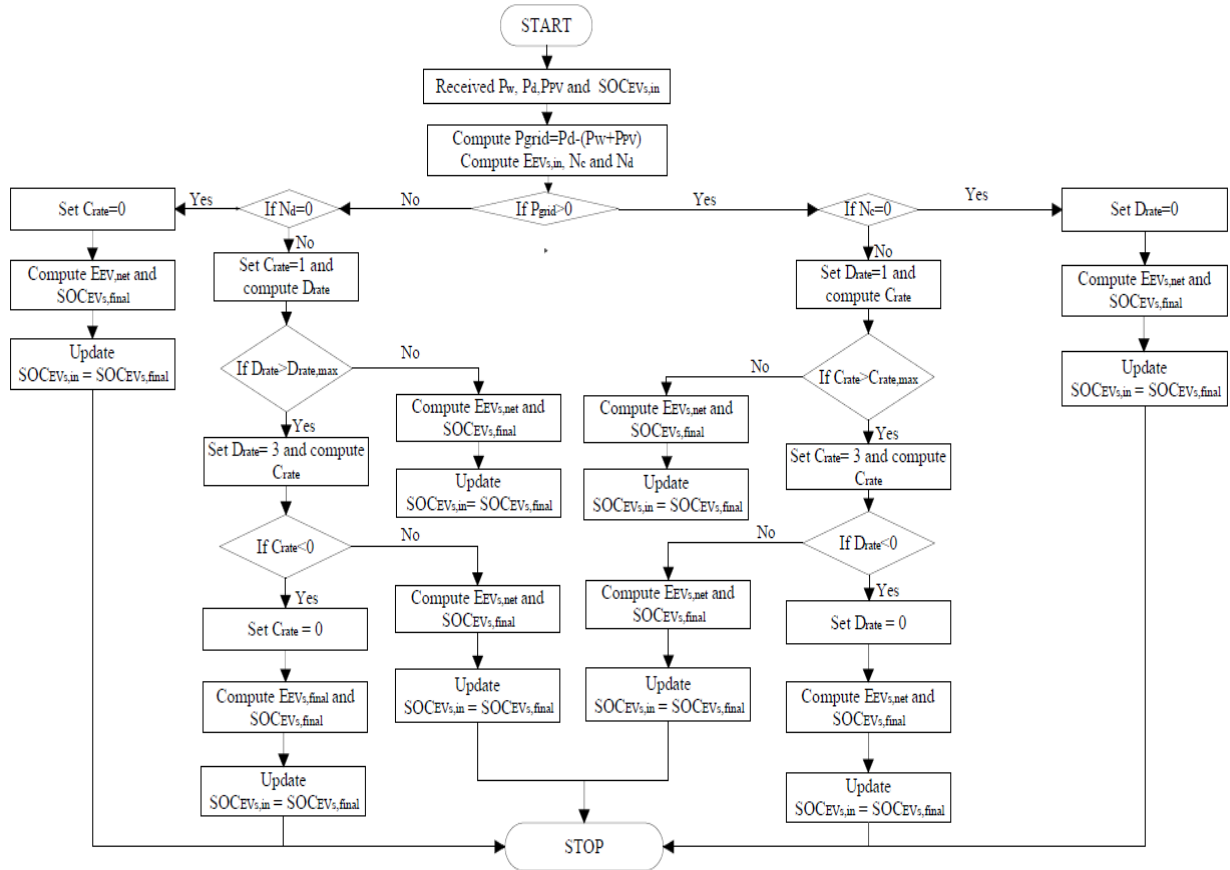 START
Received Pw, Pd,PPV and SOCEVs,in
Compute Pgrid=Pd-(Pw+PPV)
Compute EEVs,in, Nc and Nd
If Pgrid>0
No
Yes
If Nd=0
Yes
No
Set Crate=0
Compute EEV,net and
SOCEVs,final
Update
SOCEVs,in = SOCEVs,final
Set Crate=1 and
compute Drate
If Drate>Drate,max
No
Yes
Compute EEVs,net and
SOCEVs,final
Update
SOCEVs,in= SOCEVs,final
Set Drate= 3 and compute
Crate
If Crate<0
No
Yes
Compute EEVs,net and
SOCEVs,final
Update
SOCEVs,in = SOCEVs,final
Set Crate = 0
Compute EEVs,final and
SOCEVs,final
Update
SOCEVs,in = SOCEVs,final
If Nc=0
Yes
No
Set Drate=0
Compute EEVs,net and
SOCEVs,final
Update
SOCEVs,in = SOCEVs,final
Set Drate=1 and
compute Crate
If Crate>Crate,max
No
Yes
Compute EEVs,net and
SOCEVs,final
Update
SOCEVs,in = SOCEVs,final
Set Crate= 3 and compute
Crate
If Drate<0
No
Yes
Compute EEVs,net and
SOCEVs,final
Update
SOCEVs,in = SOCEVs,final
Set Drate = 0
Compute EEVs,net and
SOCEVs,final
Update
SOCEVs,in = SOCEVs,final
STOP